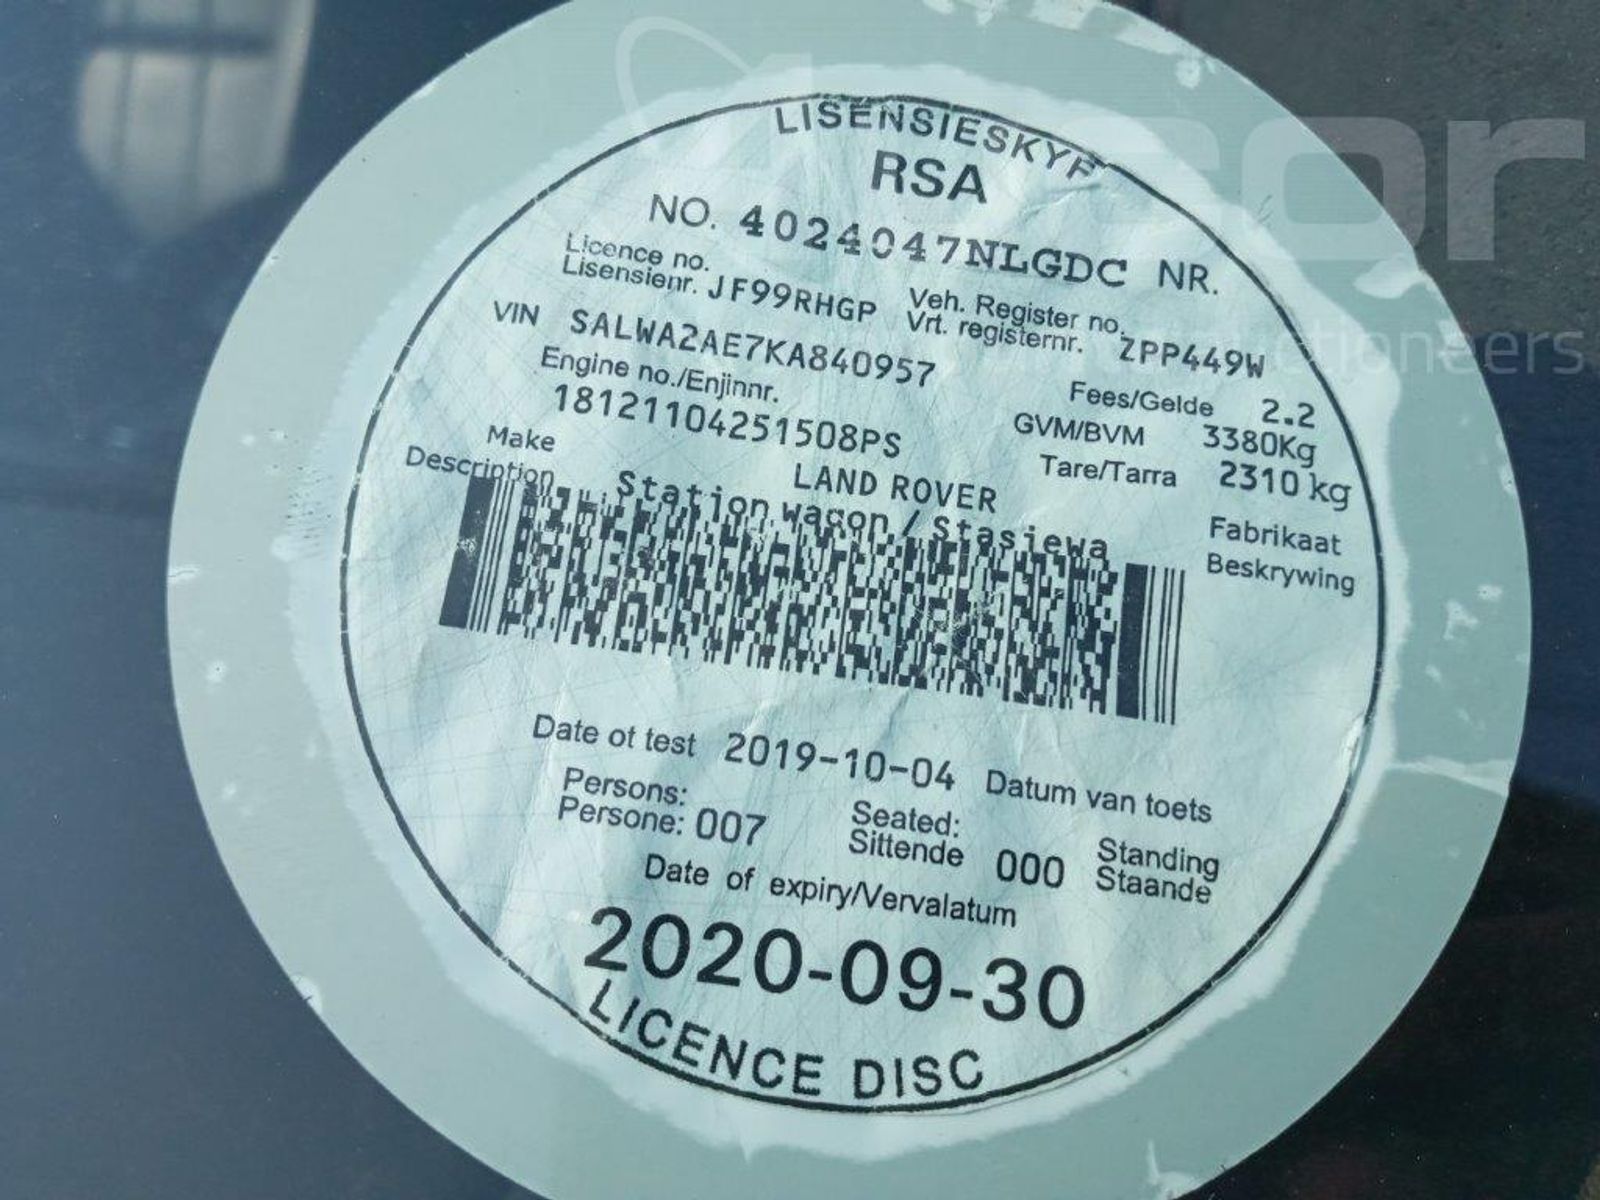 LISENSIESKYF
RSA
NO. 4024047NLGDC NR.
Licence no.
Lisensienr. JF99RHGP
Veh. Register no.
Vrt. registernr. ZPP449W
VIN SALWA2AE7KA840957
Fees/Gelde 2.2
Engine no./Enjinnr.
18121104251508PS
GVM/BVM 3380Kg
Tare/Tarra 2310 kg
Make LAND ROVER Fabrikaat
Description Station wagon / Stasiewa Beskrywing
Date of test 2019-10-04 Datum van toets
Persons:
Persone: 007
Seated:
Sittende 000
Standing
Staande
Date of expiry/Vervalatum
2020-09-30
LICENCE DISC